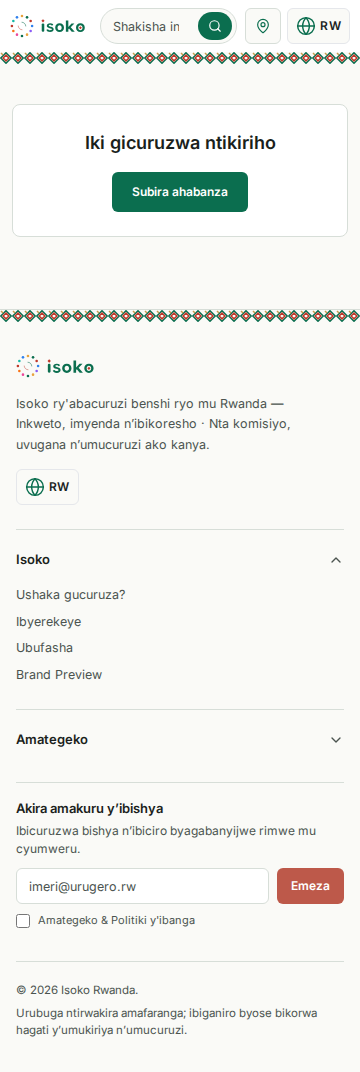 isoko
Shakisha in
RW
Iki gicuruzwa ntikiriho
Subira ahabanza
isoko
Isoko ry'abacuruzi benshi ryo mu Rwanda —
Inkweto, imyenda n’ibikoresho · Nta komisiyo,
uvugana n’umucuruzi ako kanya.
RW
Isoko
Ushaka gucuruza?
Ibyerekeye
Ubufasha
Brand Preview
Amategeko
Akira amakuru y’ibishya
Ibicuruzwa bishya n’ibiciro byagabanyijwe rimwe mu
cyumweru.
imeri@urugero.rw
Emeza
Amategeko & Politiki y’ibanga
© 2026 Isoko Rwanda.
Urubuga ntirwakira amafaranga; ibiganiro byose bikorwa
hagati y’umukiriya n’umucuruzi.